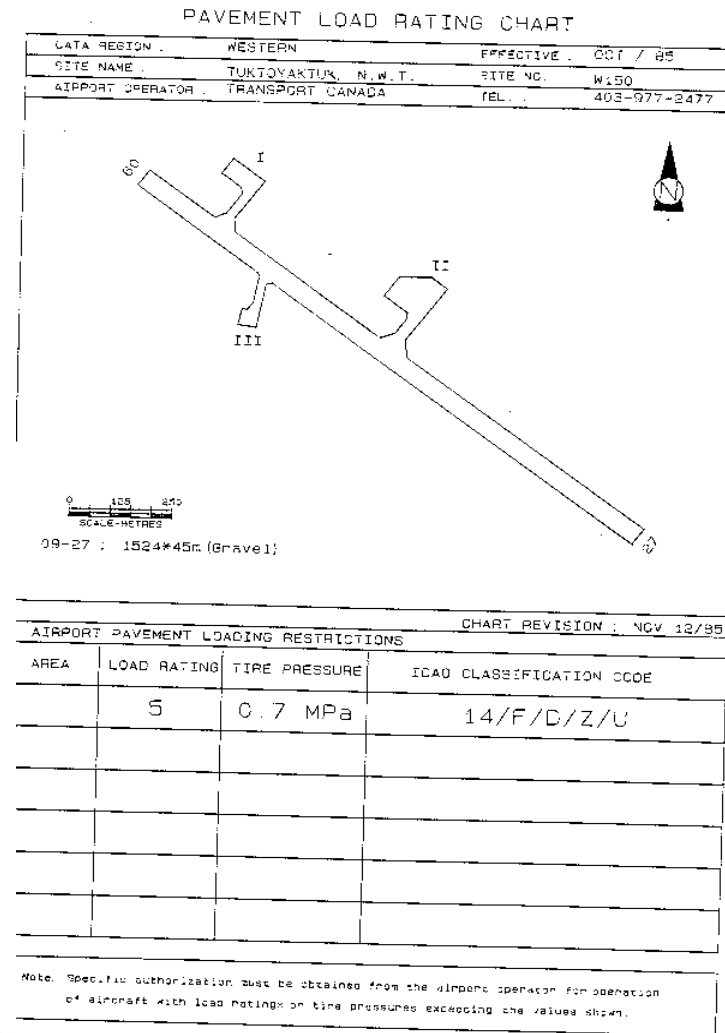 PAVEMENT LOAD RATING CHART
DATA REGION . WESTERN EFFECTIVE . OCT / 85
SITE NAME . TUKTOYAKTUK, N.W.T. SITE NO. W150
AIRPORT OPERATOR . TRANSPORT CANADA TEL. . 403-977-2477
09
I
N
II
III
0 125 250
SCALE-METRES
27
09-27 : 1524*45m (Gravel)
CHART REVISION : NOV 12/85
AIRPORT PAVEMENT LOADING RESTRICTIONS
AREA LOAD RATING TIRE PRESSURE ICAO CLASSIFICATION CODE
5 0.7 MPa 14/F/D/Z/U
Note. Specific authorization must be obtained from the airport operator for operation
of aircraft with load ratings or tire pressures exceeding the values shown.